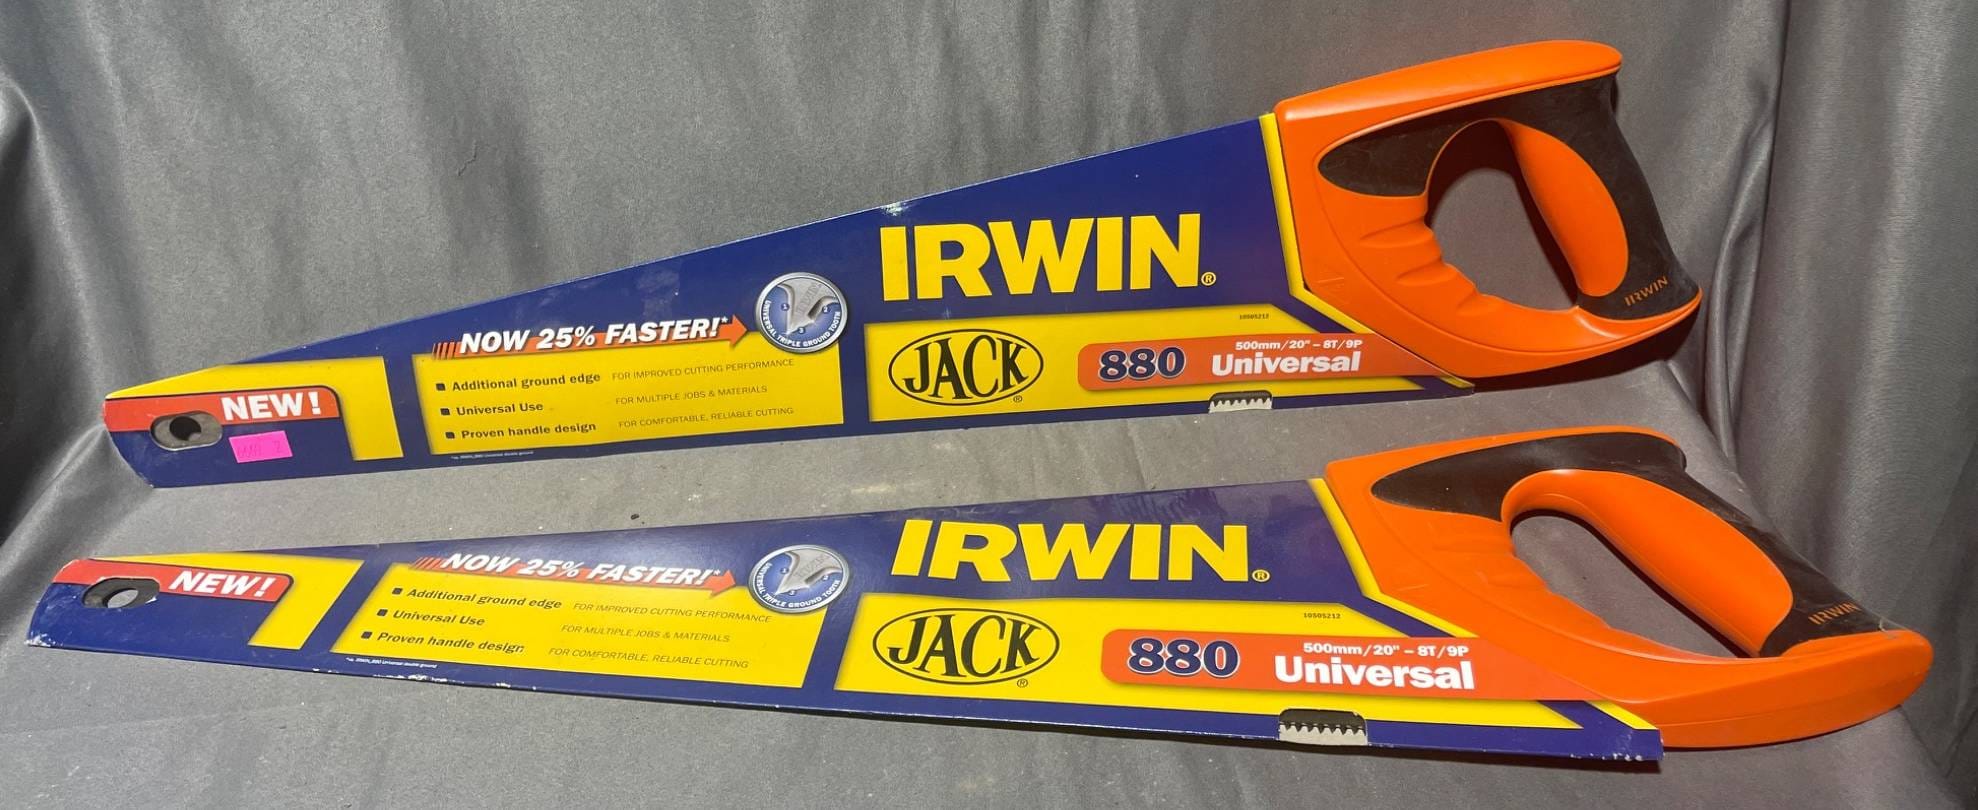 IRWIN®
NOW 25% FASTER!*
UNIVERSAL TRIPLE GROUND TOOTH
1 2 3
10505212
JACK®
880
500mm/20" – 8T/9P
Universal
Additional ground edge FOR IMPROVED CUTTING PERFORMANCE
Universal Use FOR MULTIPLE JOBS & MATERIALS
Proven handle design FOR COMFORTABLE, RELIABLE CUTTING
NEW!
IRWIN
IRWIN®
NOW 25% FASTER!*
UNIVERSAL TRIPLE GROUND TOOTH
10505212
JACK®
880
500mm/20" – 8T/9P
Universal
Additional ground edge FOR IMPROVED CUTTING PERFORMANCE
Universal Use FOR MULTIPLE JOBS & MATERIALS
Proven handle design FOR COMFORTABLE, RELIABLE CUTTING
NEW!
IRWIN